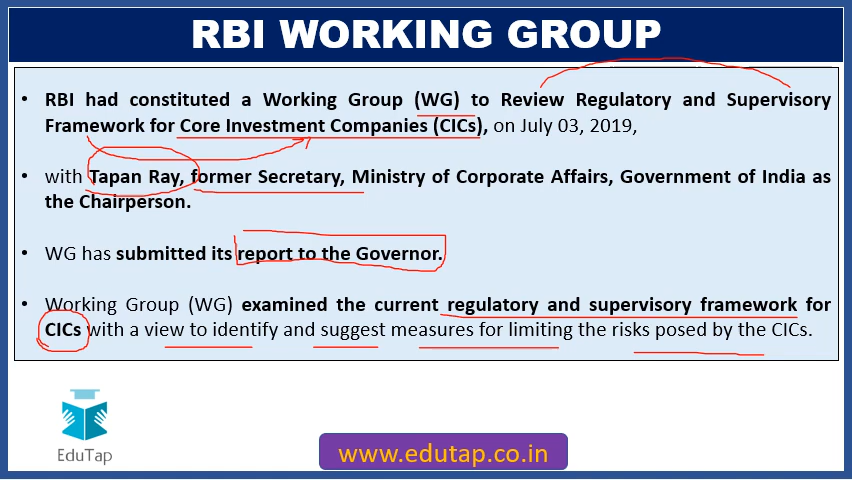 RBI WORKING GROUP
• RBI had constituted a Working Group (WG) to Review Regulatory and Supervisory
Framework for Core Investment Companies (CICs), on July 03, 2019,
• with Tapan Ray, former Secretary, Ministry of Corporate Affairs, Government of India as
the Chairperson.
• WG has submitted its report to the Governor.
• Working Group (WG) examined the current regulatory and supervisory framework for
CICs with a view to identify and suggest measures for limiting the risks posed by the CICs.
EduTap
www.edutap.co.in